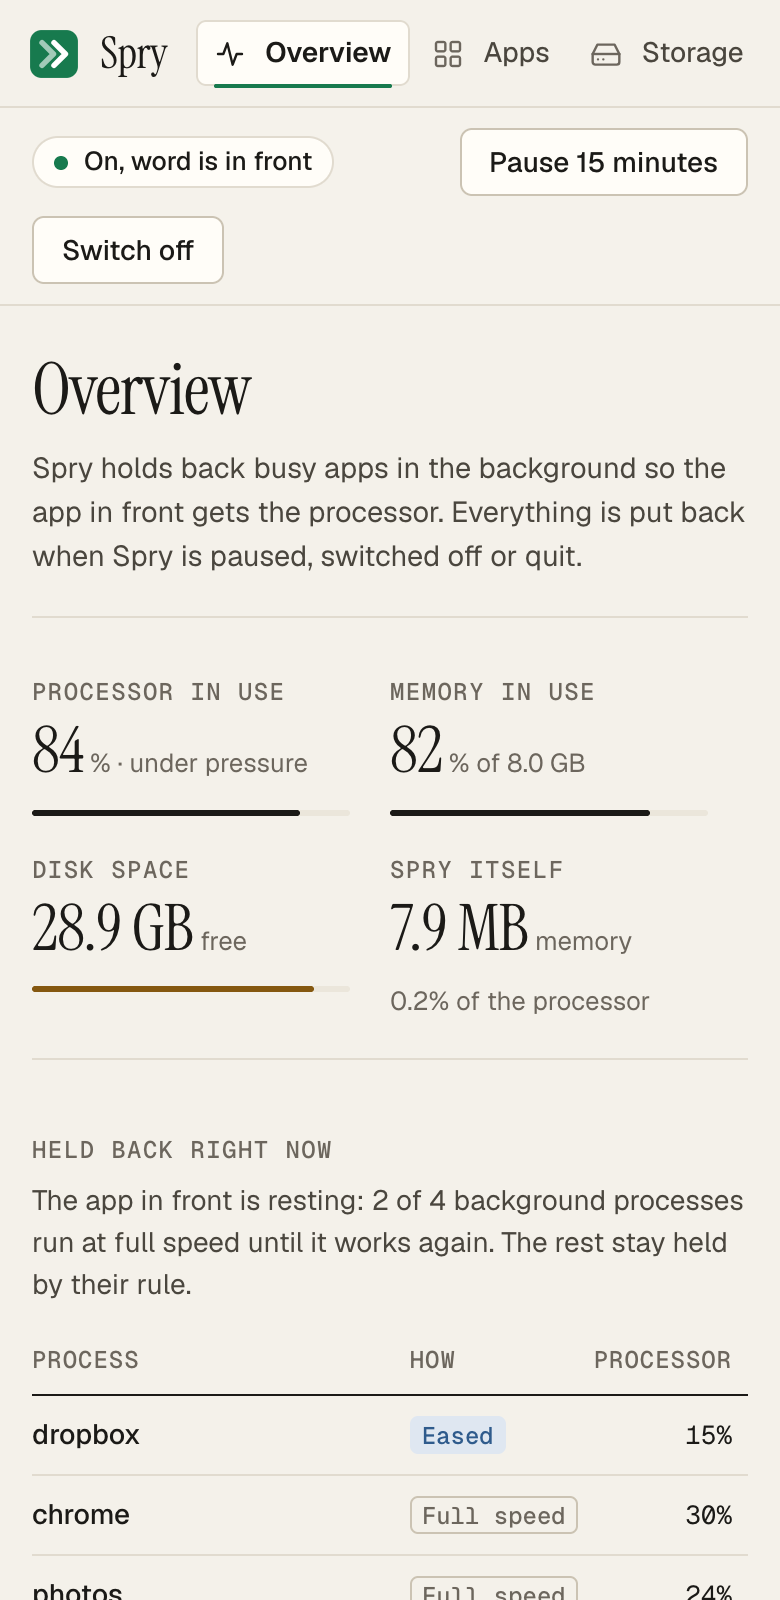 Spry Overview Apps Storage
On, word is in front Pause 15 minutes
Switch off
Overview
Spry holds back busy apps in the background so the
app in front gets the processor. Everything is put back
when Spry is paused, switched off or quit.
PROCESSOR IN USE MEMORY IN USE
84 % · under pressure 82 % of 8.0 GB
DISK SPACE SPRY ITSELF
28.9 GB free 7.9 MB memory
0.2% of the processor
HELD BACK RIGHT NOW
The app in front is resting: 2 of 4 background processes
run at full speed until it works again. The rest stay held
by their rule.
PROCESS HOW PROCESSOR
dropbox Eased 15%
chrome Full speed 30%
photos Full speed 24%